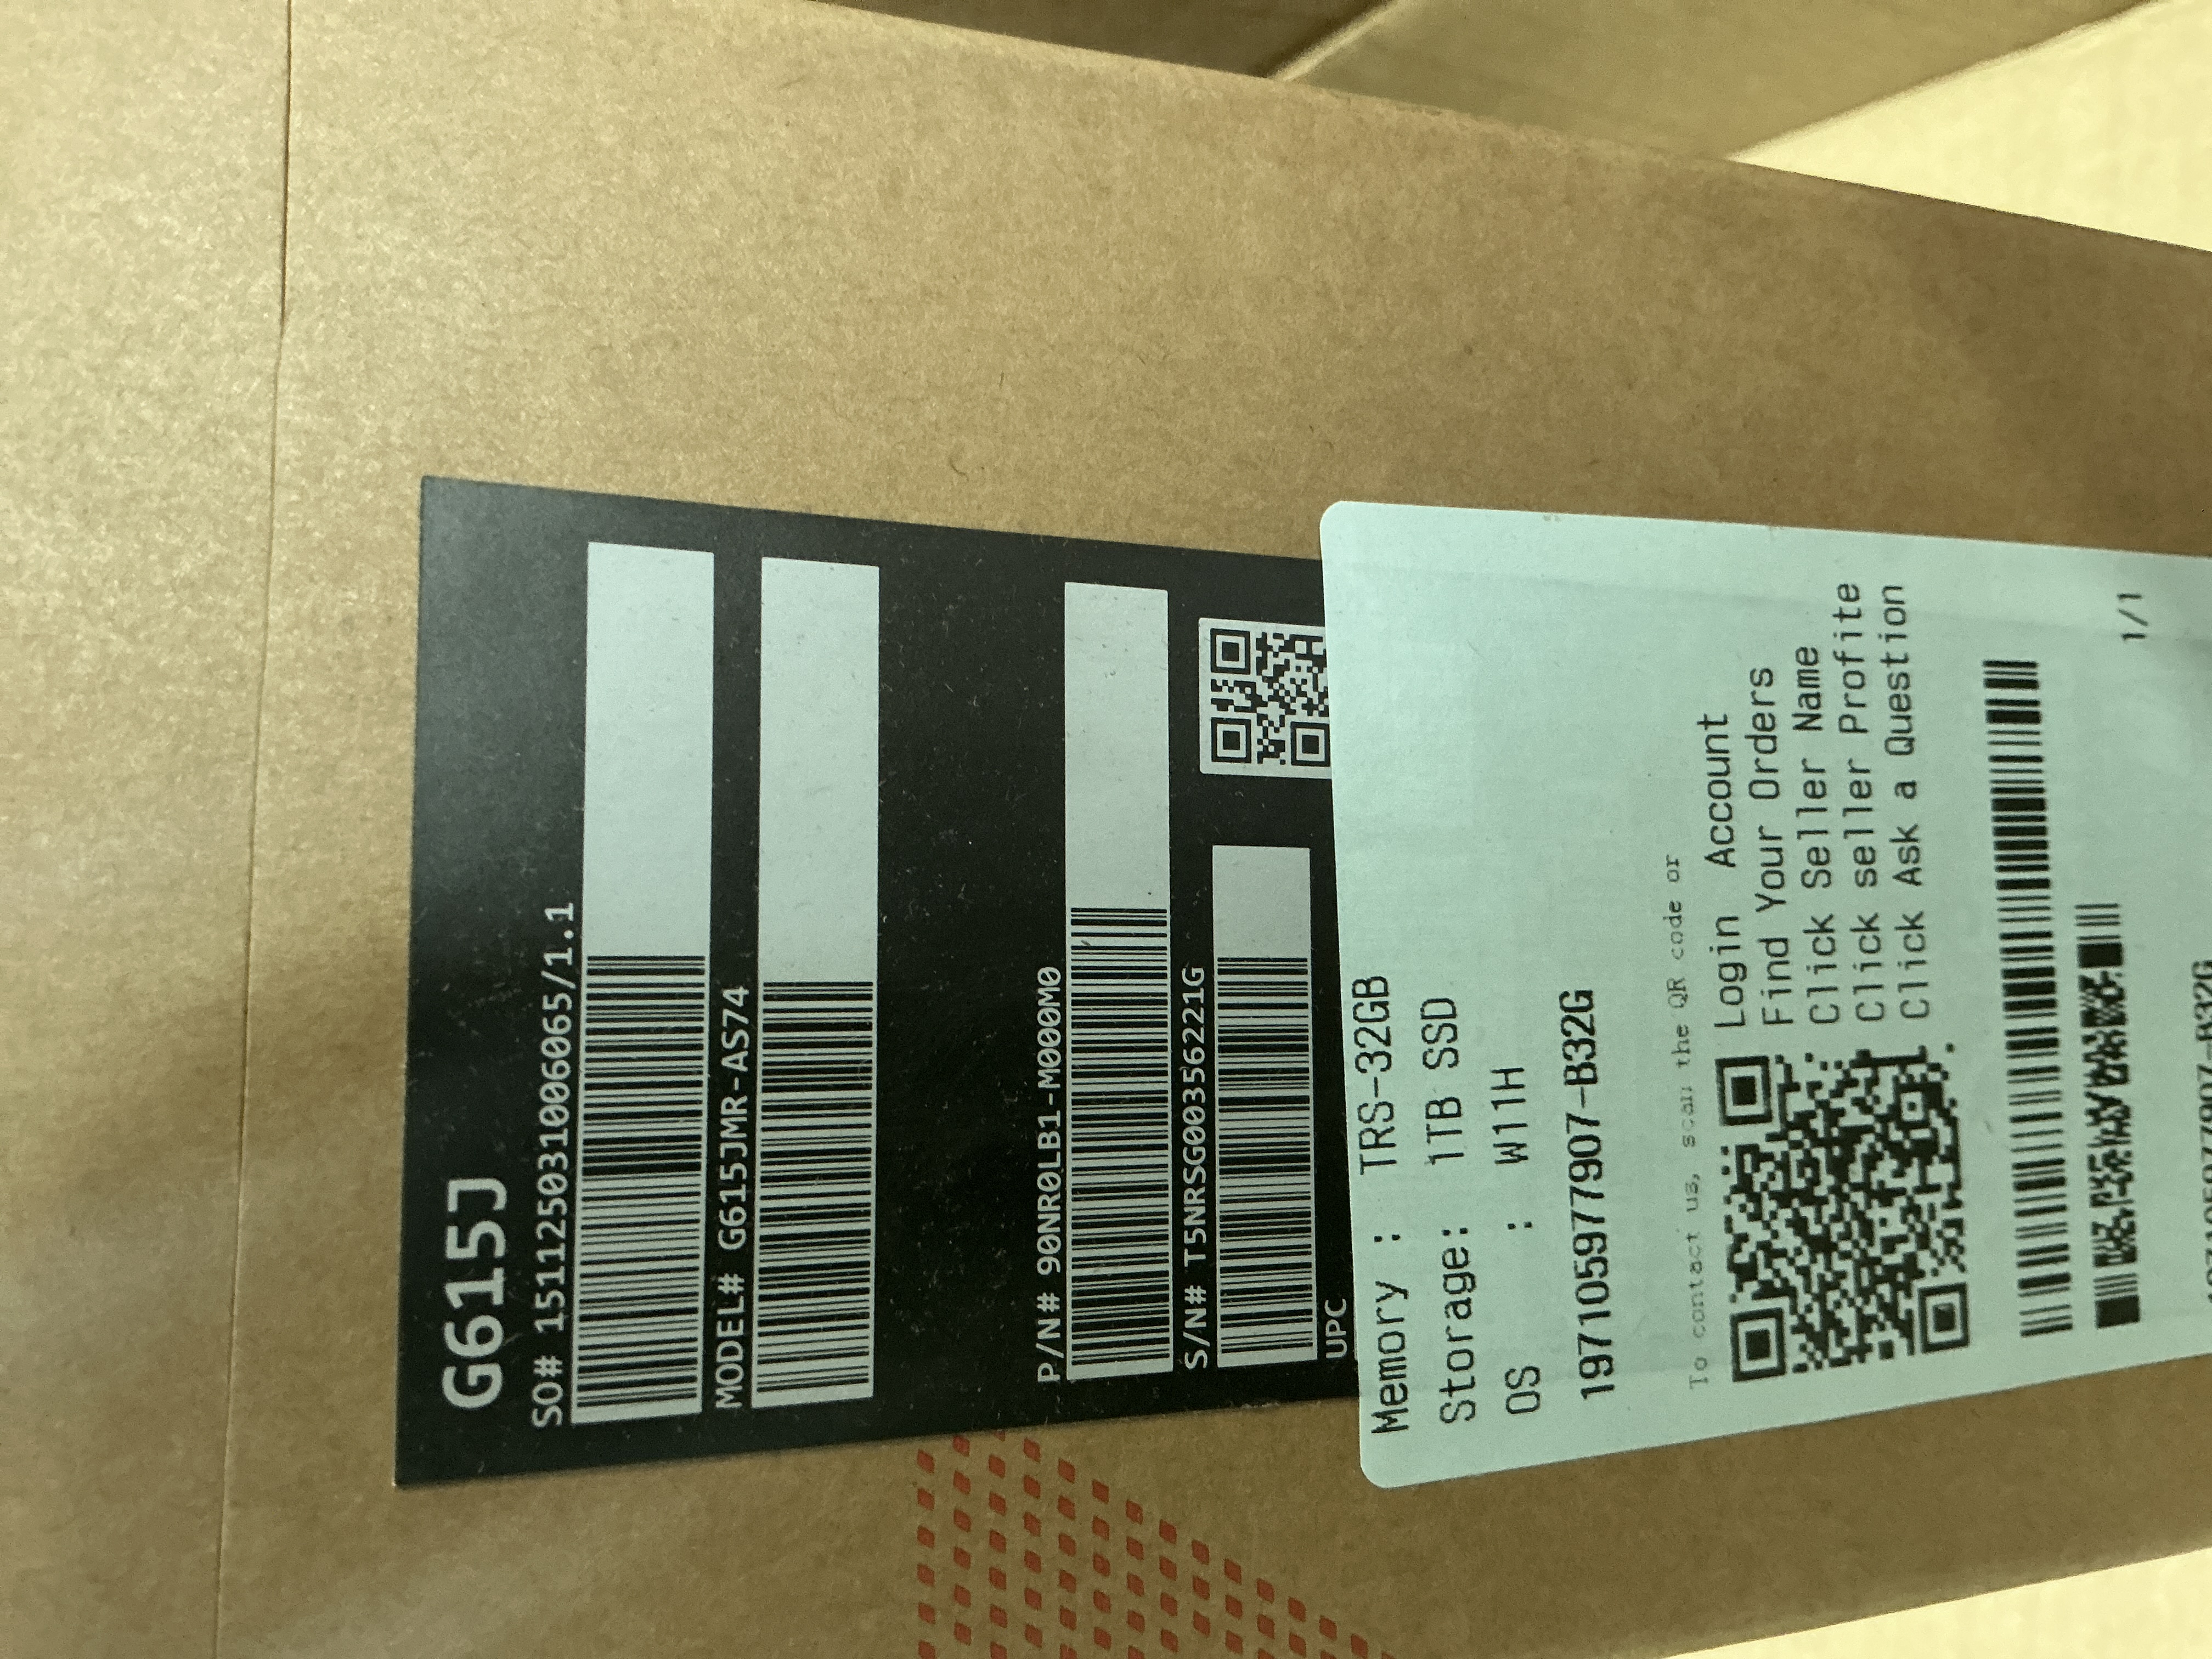 G615J
SO# 15112503100606065/1.1
MODEL# G615JMR-AS74
P/N# 90NR0LB1-M000M0
S/N# T5NRSG00356221G
UPC
Memory : TRS-32GB
Storage: 1TB SSD
OS : W11H
197105977907-B32G
To contact us, scan the QR code or
Login Account
Find Your Orders
Click Seller Name
Click seller Profite
Click Ask a Question
1/1